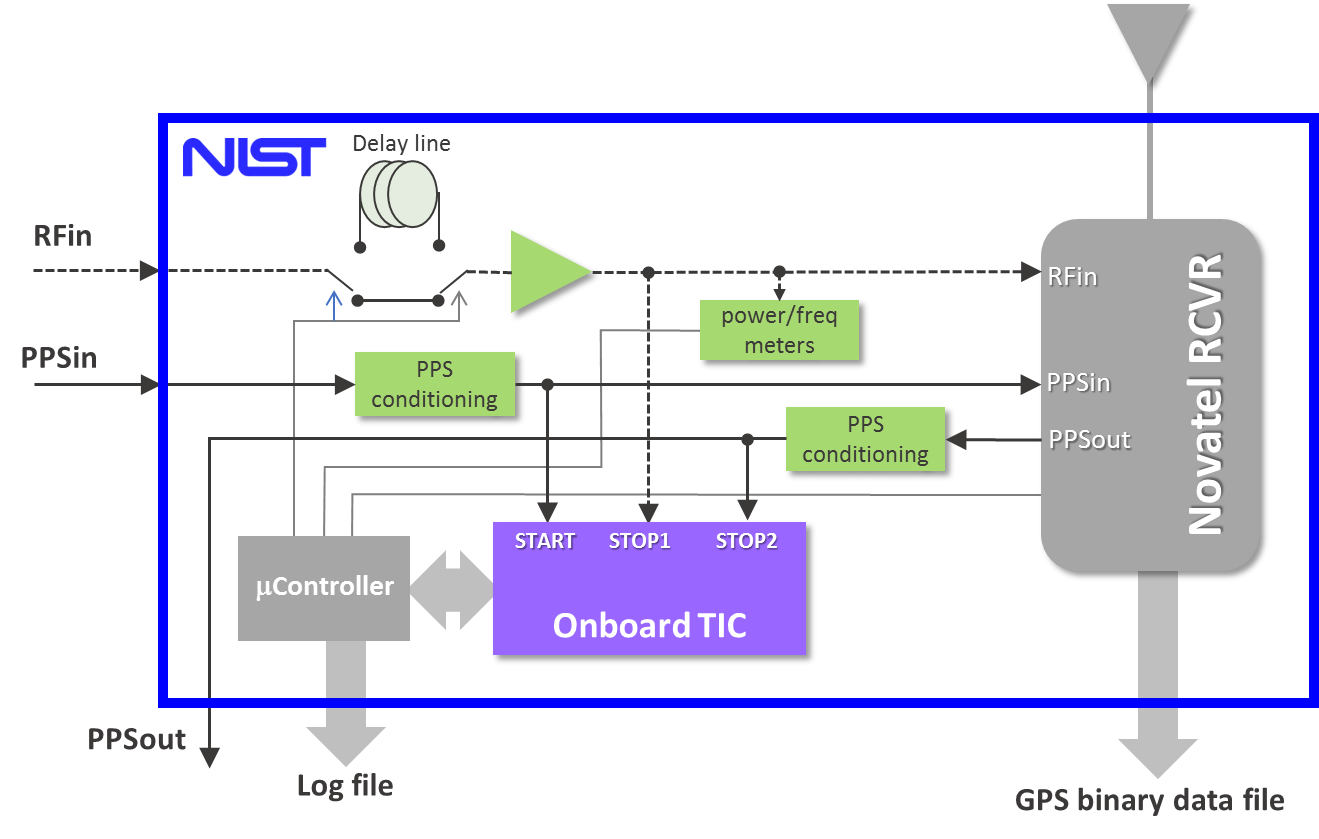 NIST
Delay line
RFin
RFin
power/freq
meters
PPSin
PPS
conditioning
PPSin
PPS
conditioning
PPSout
Novatel RCVR
START
STOP1
STOP2
µController
Onboard TIC
PPSout
Log file
GPS binary data file